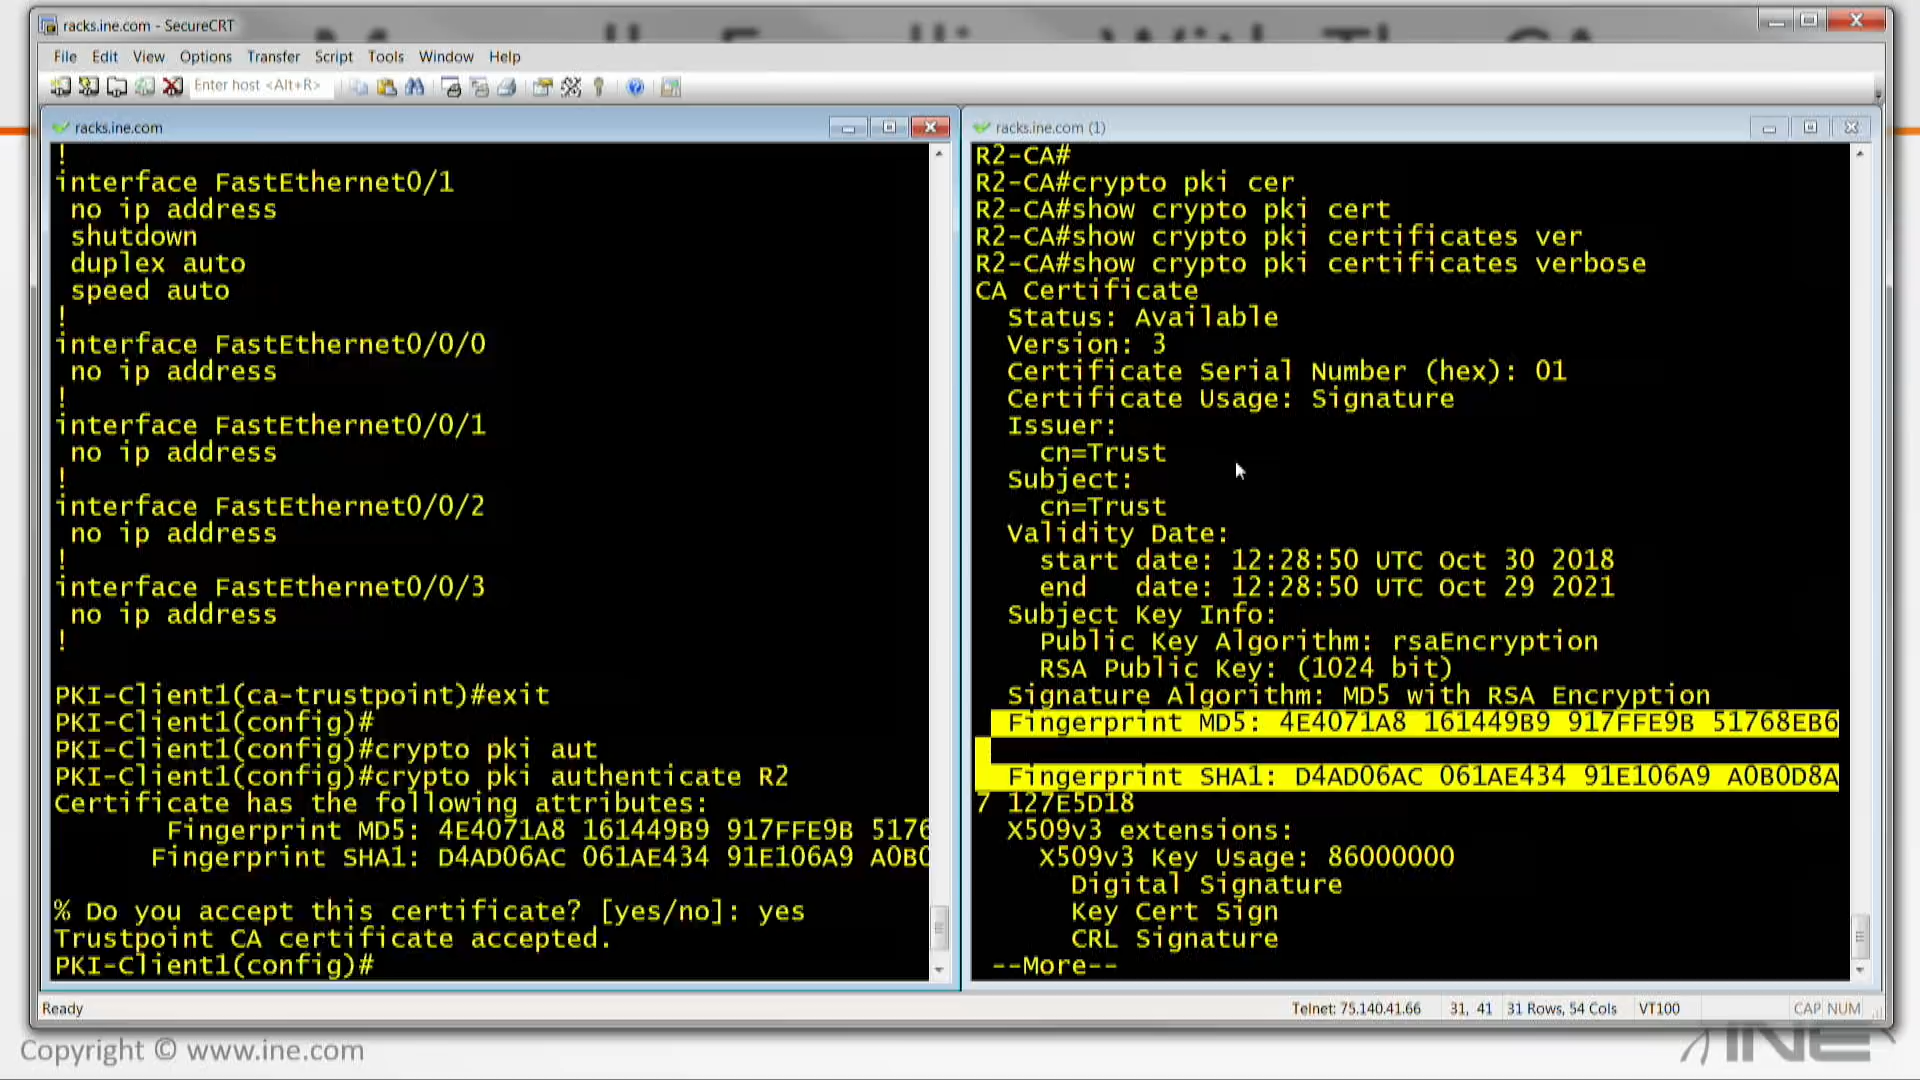 racks.ine.com - SecureCRT
File Edit View Options Transfer Script Tools Window Help
Enter host <Alt+R>
racks.ine.com
!
interface FastEthernet0/1
no ip address
shutdown
duplex auto
speed auto
!
interface FastEthernet0/0/0
no ip address
!
interface FastEthernet0/0/1
no ip address
!
interface FastEthernet0/0/2
no ip address
!
interface FastEthernet0/0/3
no ip address
!
PKI-Client1(ca-trustpoint)#exit
PKI-Client1(config)#
PKI-Client1(config)#crypto pki aut
PKI-Client1(config)#crypto pki authenticate R2
Certificate has the following attributes:
Fingerprint MD5: 4E4071A8 161449B9 917FFE9B 5176
Fingerprint SHA1: D4AD06AC 061AE434 91E106A9 A0B0
% Do you accept this certificate? [yes/no]: yes
Trustpoint CA certificate accepted.
PKI-Client1(config)#
racks.ine.com (1)
R2-CA#
R2-CA#crypto pki cer
R2-CA#show crypto pki cert
R2-CA#show crypto pki certificates ver
R2-CA#show crypto pki certificates verbose
CA Certificate
Status: Available
Version: 3
Certificate Serial Number (hex): 01
Certificate Usage: Signature
Issuer:
cn=Trust
Subject:
cn=Trust
Validity Date:
start date: 12:28:50 UTC Oct 30 2018
end date: 12:28:50 UTC Oct 29 2021
Subject Key Info:
Public Key Algorithm: rsaEncryption
RSA Public Key: (1024 bit)
Signature Algorithm: MD5 with RSA Encryption
Fingerprint MD5: 4E4071A8 161449B9 917FFE9B 51768EB6
Fingerprint SHA1: D4AD06AC 061AE434 91E106A9 A0B0D8A
7 127E5D18
X509v3 extensions:
X509v3 Key Usage: 86000000
Digital Signature
Key Cert Sign
CRL Signature
--More--
Ready
Telnet: 75.140.41.66 31, 41 31 Rows, 54 Cols VT100 CAP NUM
Copyright © www.ine.com
INE